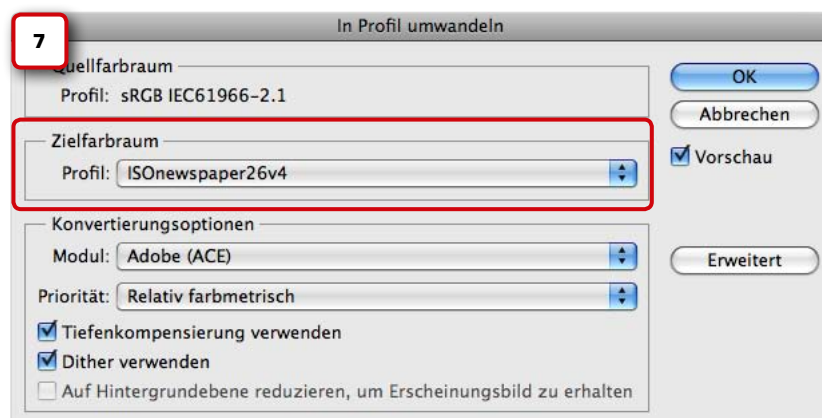 7
In Profil umwandeln
Quellfarbraum
Profil: sRGB IEC61966-2.1
OK
Abbrechen
Zielfarbraum
Profil: ISOnewspaper26v4
Vorschau
Konvertierungsoptionen
Modul: Adobe (ACE)
Erweitert
Priorität: Relativ farbmetrisch
Tiefenkompensierung verwenden
Dither verwenden
Auf Hintergrundebene reduzieren, um Erscheinungsbild zu erhalten